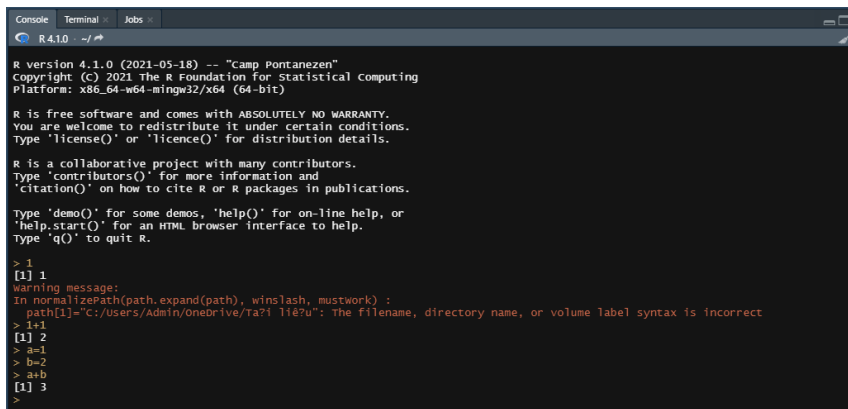 Console Terminal Jobs
R 4.1.0 · ~/
R version 4.1.0 (2021-05-18) -- "Camp Pontanezen"
Copyright (C) 2021 The R Foundation for Statistical Computing
Platform: x86_64-w64-mingw32/x64 (64-bit)
R is free software and comes with ABSOLUTELY NO WARRANTY.
You are welcome to redistribute it under certain conditions.
Type 'license()' or 'licence()' for distribution details.
R is a collaborative project with many contributors.
Type 'contributors()' for more information and
'citation()' on how to cite R or R packages in publications.
Type 'demo()' for some demos, 'help()' for on-line help, or
'help.start()' for an HTML browser interface to help.
Type 'q()' to quit R.
> 1
[1] 1
Warning message:
In normalizePath(path.expand(path), winslash, mustWork) :
path[1]="C:/Users/Admin/OneDrive/Ta?i liê?u": The filename, directory name, or volume label syntax is incorrect
> 1+1
[1] 2
> a=1
> b=2
> a+b
[1] 3
>